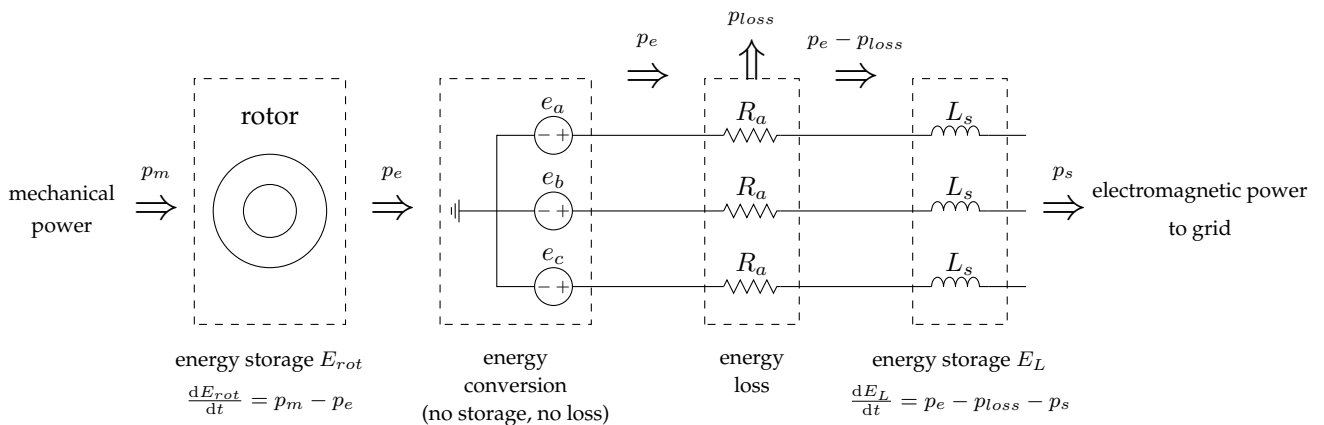 p_loss
p_e
p_e − p_loss
rotor
e_a
R_a
L_s
mechanical
power
p_m
p_e
e_b
R_a
L_s
p_s
electromagnetic power
to grid
e_c
R_a
L_s
energy storage E_rot
dE_rot/dt = p_m − p_e
energy
conversion
(no storage, no loss)
energy
loss
energy storage E_L
dE_L/dt = p_e − p_loss − p_s